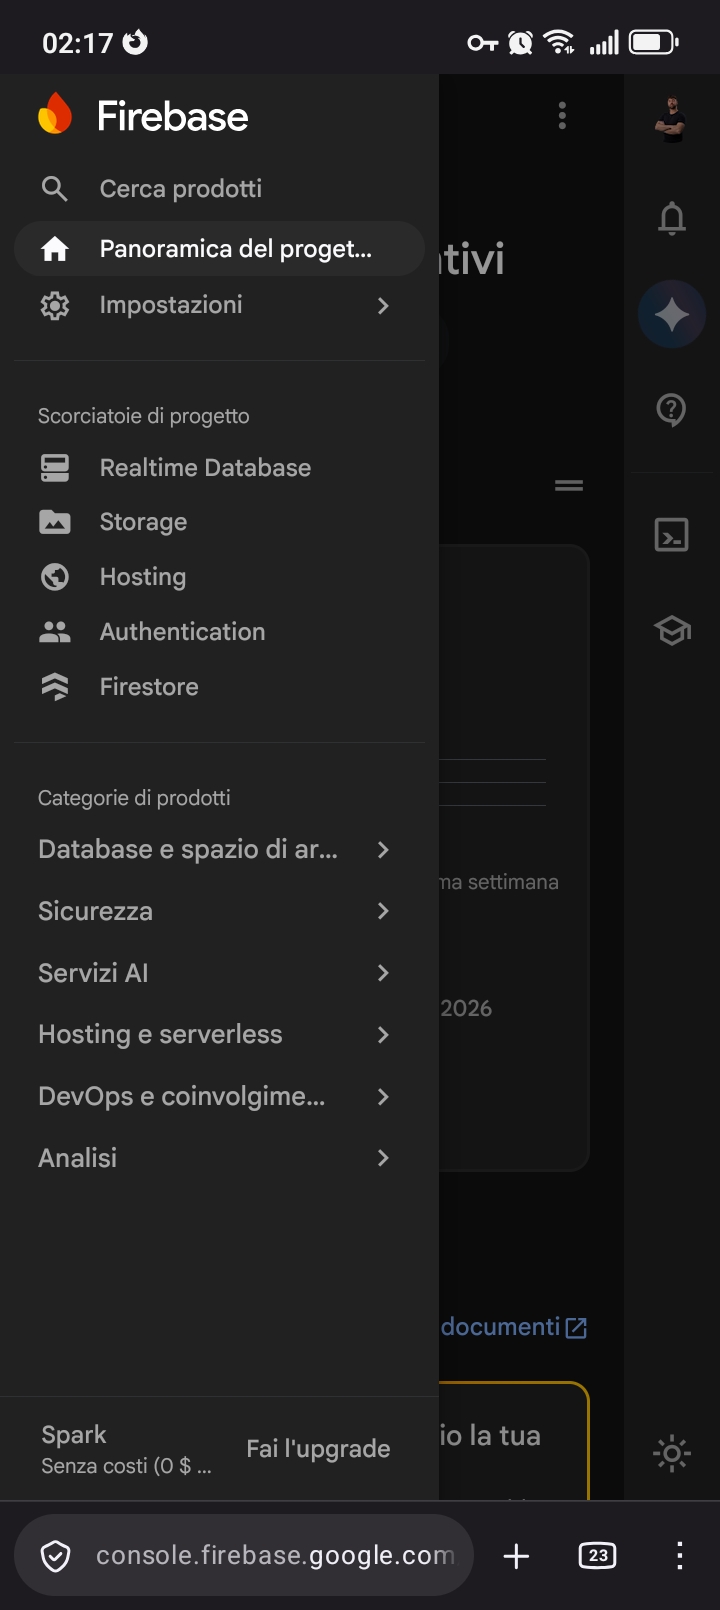 02:17
Firebase
Cerca prodotti
Panoramica del proget...
tivi
Impostazioni
Scorciatoie di progetto
Realtime Database
Storage
Hosting
Authentication
Firestore
Categorie di prodotti
Database e spazio di ar...
ma settimana
Sicurezza
Servizi AI
2026
Hosting e serverless
DevOps e coinvolgime...
Analisi
documenti
Spark
Senza costi (0 $ ...
Fai l'upgrade
io la tua
console.firebase.google.com
23